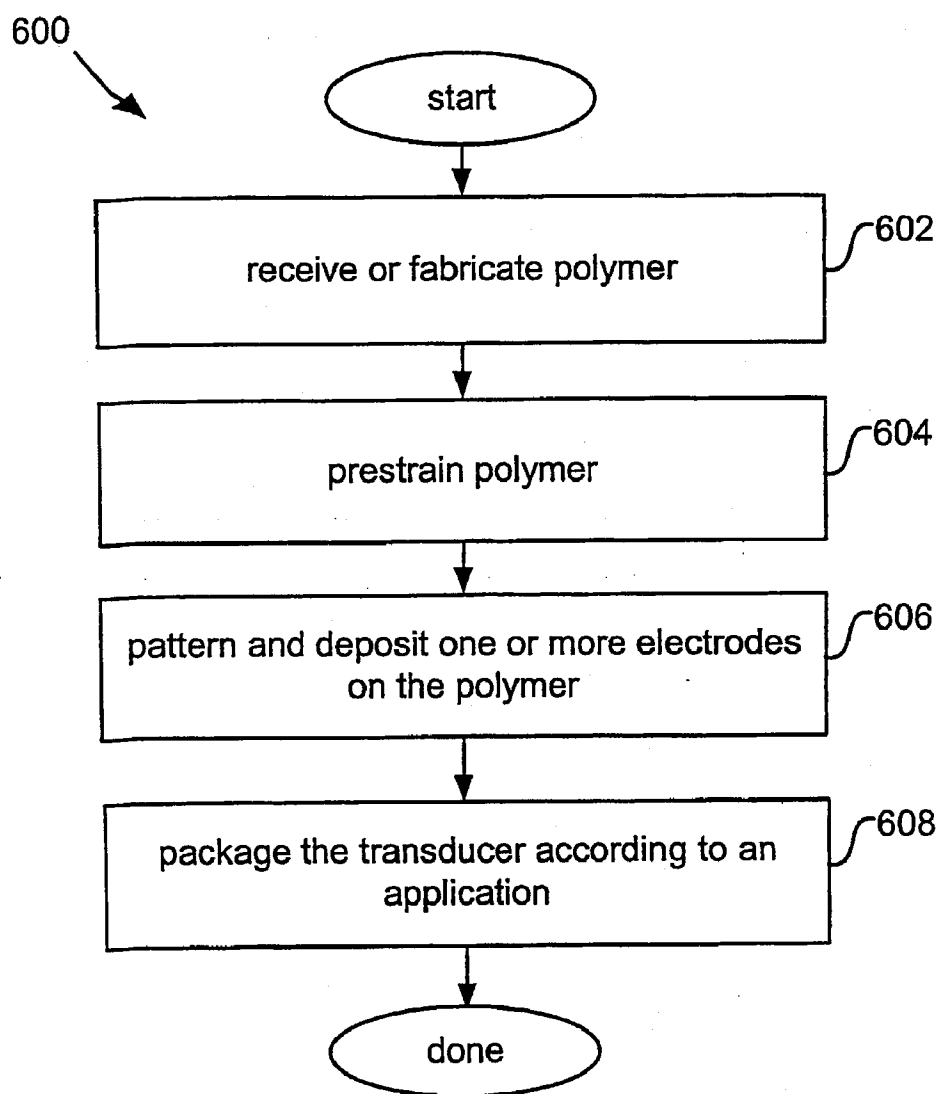 600
start
602
receive or fabricate polymer
604
prestrain polymer
606
pattern and deposit one or more electrodes
on the polymer
608
package the transducer according to an
application
done